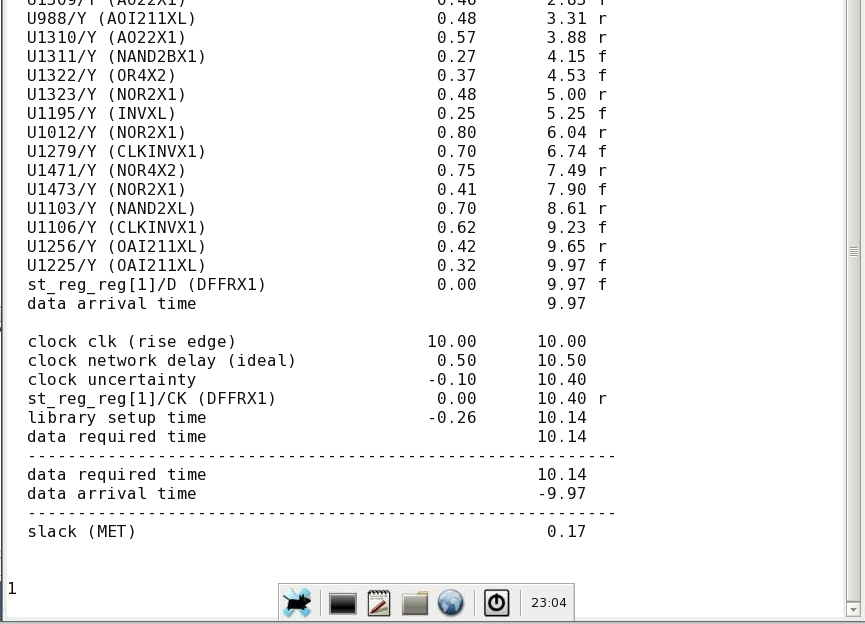 U1309/Y (AO22X1)                      0.46       2.83 f
U988/Y (AOI211XL)                     0.48       3.31 r
U1310/Y (AO22X1)                      0.57       3.88 r
U1311/Y (NAND2BX1)                    0.27       4.15 f
U1322/Y (OR4X2)                       0.37       4.53 f
U1323/Y (NOR2X1)                      0.48       5.00 r
U1195/Y (INVXL)                       0.25       5.25 f
U1012/Y (NOR2X1)                      0.80       6.04 r
U1279/Y (CLKINVX1)                    0.70       6.74 f
U1471/Y (NOR4X2)                      0.75       7.49 r
U1473/Y (NOR2X1)                      0.41       7.90 f
U1103/Y (NAND2XL)                     0.70       8.61 r
U1106/Y (CLKINVX1)                    0.62       9.23 f
U1256/Y (OAI211XL)                    0.42       9.65 r
U1225/Y (OAI211XL)                    0.32       9.97 f
st_reg_reg[1]/D (DFFRX1)              0.00       9.97 f
data arrival time                                9.97
clock clk (rise edge)                10.00      10.00
clock network delay (ideal)           0.50      10.50
clock uncertainty                    -0.10      10.40
st_reg_reg[1]/CK (DFFRX1)             0.00      10.40 r
library setup time                   -0.26      10.14
data required time                              10.14
-----------------------------------------------------------
data required time                              10.14
data arrival time                               -9.97
-----------------------------------------------------------
slack (MET)                                      0.17
1
23:04